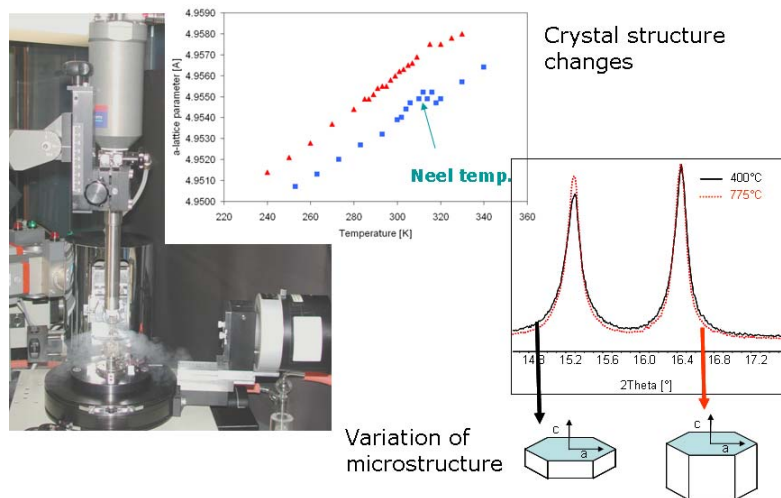 4.9590
4.9580
4.9570
4.9560
4.9550
4.9540
4.9530
4.9520
4.9510
4.9500
a-lattice parameter [A]
220 240 260 280 300 320 340 360
Temperature [K]
Neel temp.
Crystal structure
changes
400°C
775°C
14.8 15.2 15.6 16.0 16.4 16.8 17.2
2Theta [°]
Variation of
microstructure
c
a
c
a